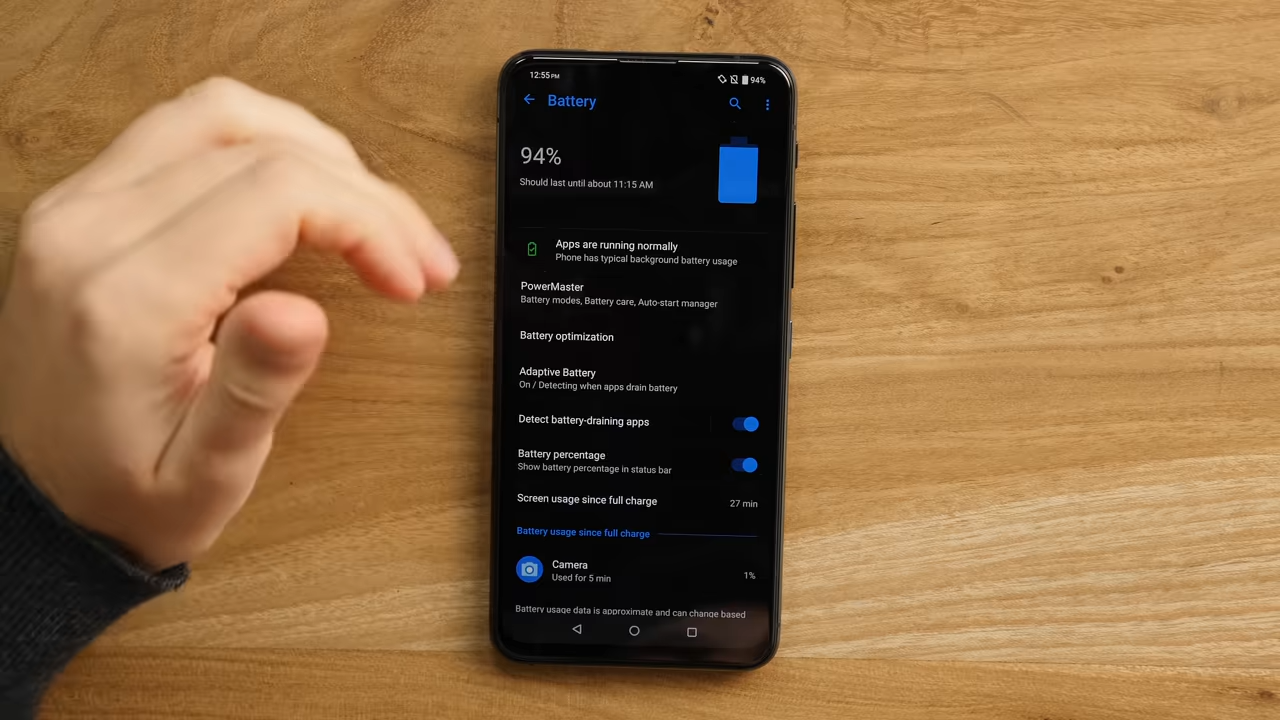 12:55 PM 94%
Battery
94%
Should last until about 11:15 AM
Apps are running normally
Phone has typical background battery usage
PowerMaster
Battery modes, Battery care, Auto-start manager
Battery optimization
Adaptive Battery
On / Detecting when apps drain battery
Detect battery-draining apps
Battery percentage
Show battery percentage in status bar
Screen usage since full charge 27 min
Battery usage since full charge
Camera
Used for 5 min 1%
Battery usage data is approximate and can change based